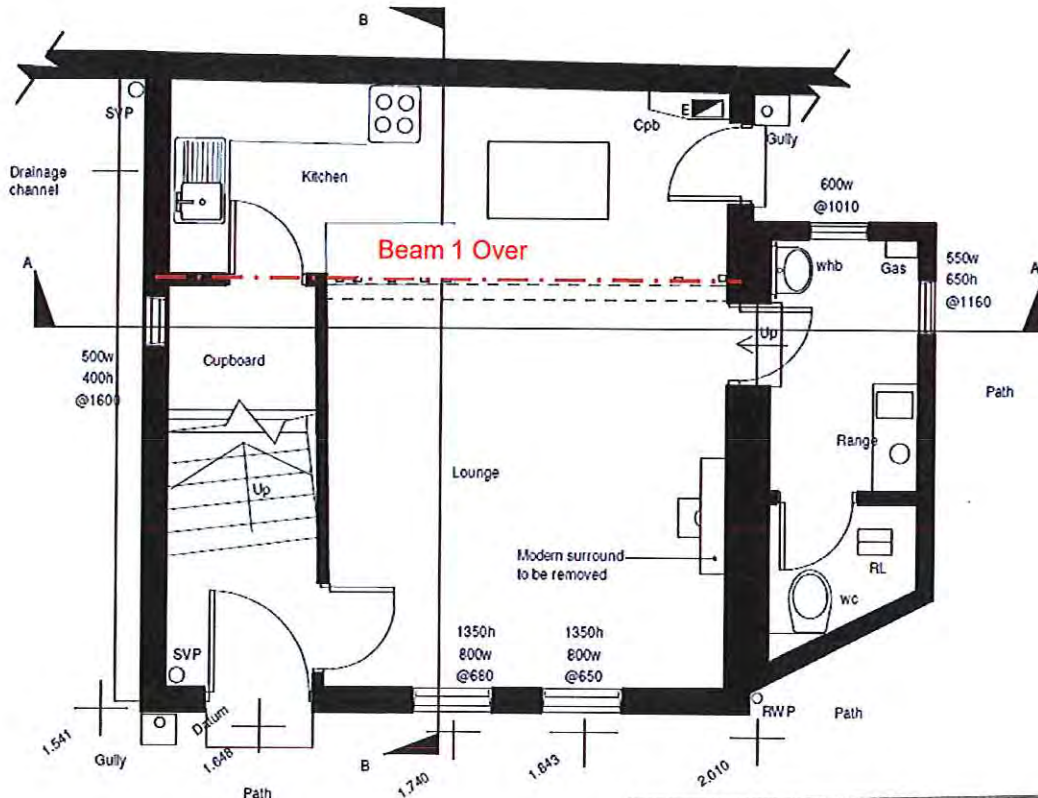 B
SVP
E
Cpb
Gully
Drainage
channel
Kitchen
600w
@1010
Beam 1 Over
whb
Gas
550w
650h
@1160
A
A
Up
500w
400h
@1600
Cupboard
Path
Range
Lounge
Up
Modern surround
to be removed
RL
wc
1350h
800w
@680
1350h
800w
@650
SVP
RWP
Path
Datum
1.541
Gully
1.648
Path
B
1.740
1.843
2.010